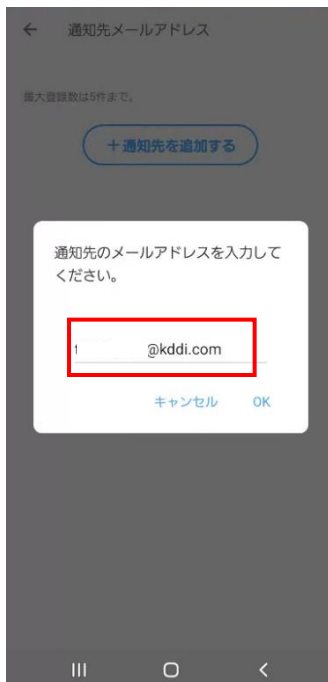 通知先メールアドレス
最大登録数は5件まで。
+通知先を追加する
通知先のメールアドレスを入力して
ください。
@kddi.com
キャンセル OK